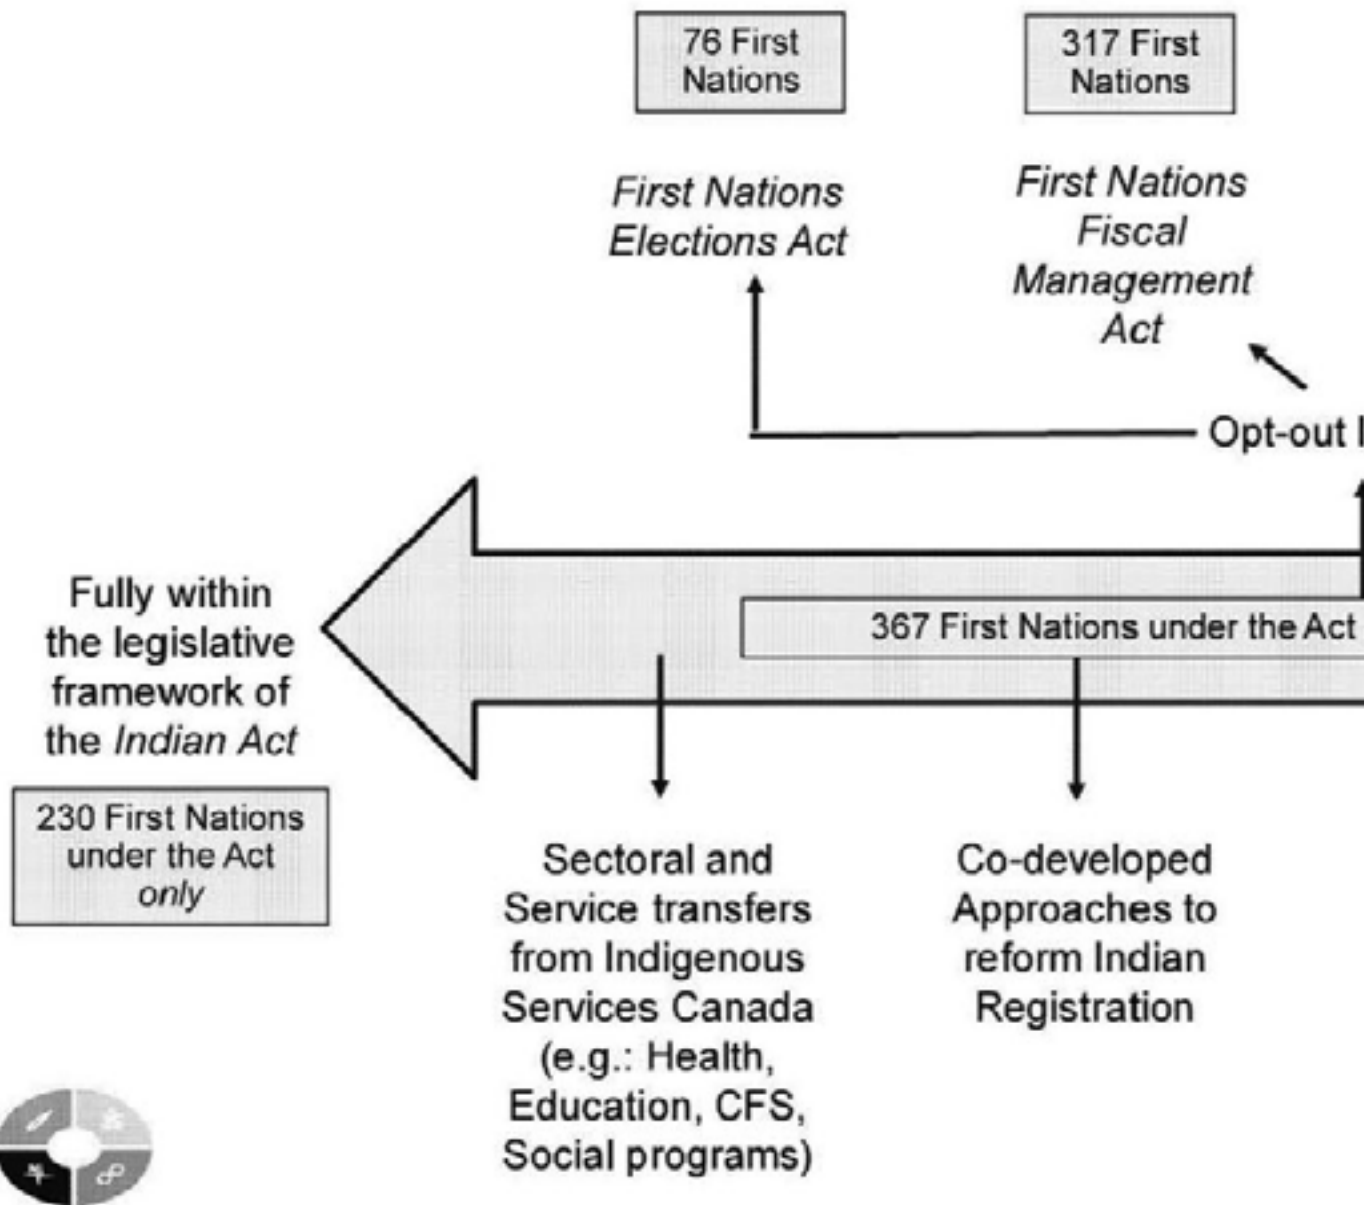 76 First
Nations
317 First
Nations
First Nations
Elections Act
First Nations
Fiscal
Management
Act
Opt-out
367 First Nations under the Act
Fully within
the legislative
framework of
the Indian Act
230 First Nations
under the Act
only
Sectoral and
Service transfers
from Indigenous
Services Canada
(e.g.: Health,
Education, CFS,
Social programs)
Co-developed
Approaches to
reform Indian
Registration